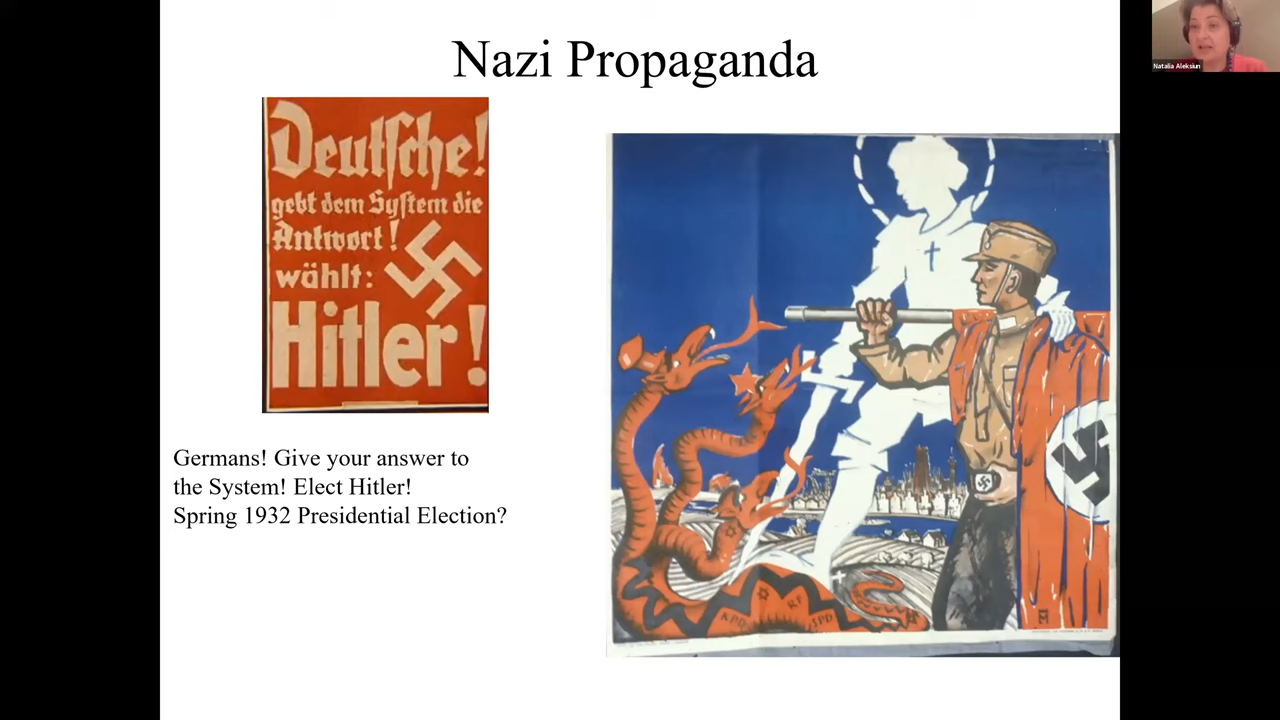 Nazi Propaganda
Natalia Aleksiun
Deutsche!
gebt dem System die
Antwort!
wählt:
Hitler!
Germans! Give your answer to
the System! Elect Hitler!
Spring 1932 Presidential Election?
KPD
RF
SPD